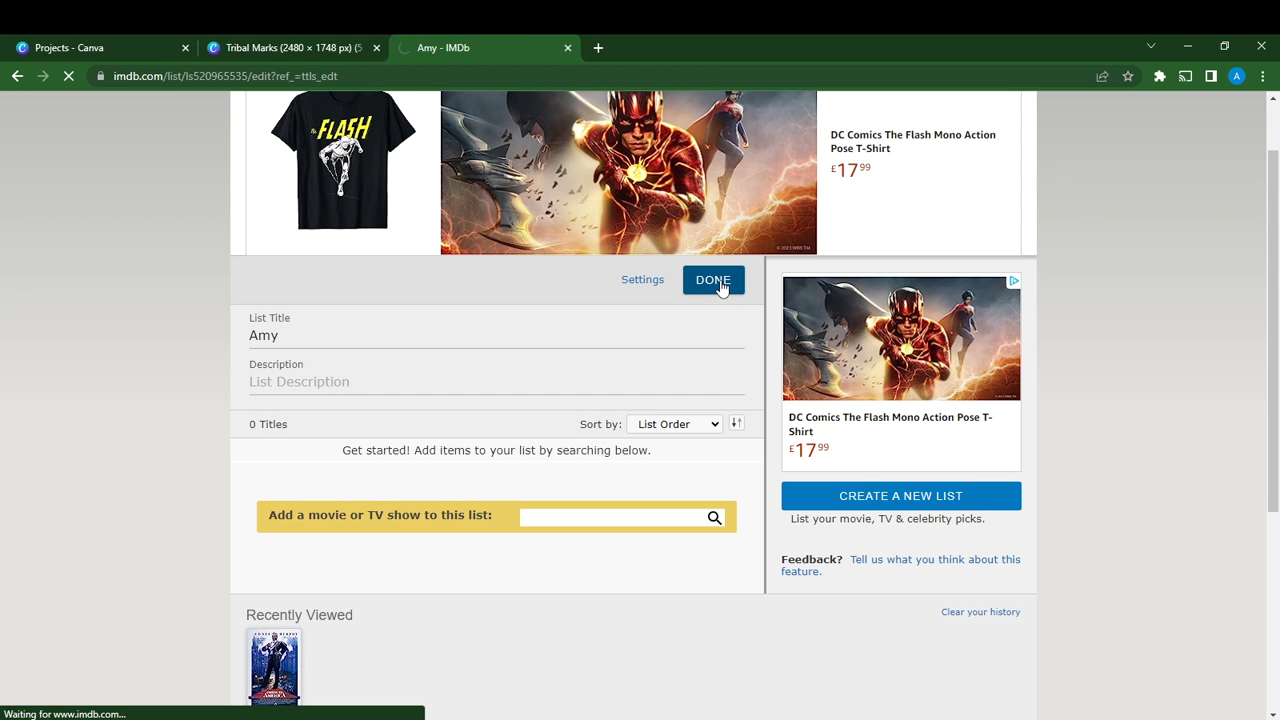 Projects - Canva
Tribal Marks (2480 × 1748 px) (5
Amy - IMDb
imdb.com/list/ls520965535/edit?ref_=ttls_edt
A
FLASH
DC Comics The Flash Mono Action
Pose T-Shirt
£17 99
Settings
DONE
List Title
Amy
Description
List Description
0 Titles
Sort by:
List Order
Get started! Add items to your list by searching below.
Add a movie or TV show to this list:
DC Comics The Flash Mono Action Pose T-
Shirt
£17 99
CREATE A NEW LIST
List your movie, TV & celebrity picks.
Feedback? Tell us what you think about this
feature.
Recently Viewed
Clear your history
Waiting for www.imdb.com...